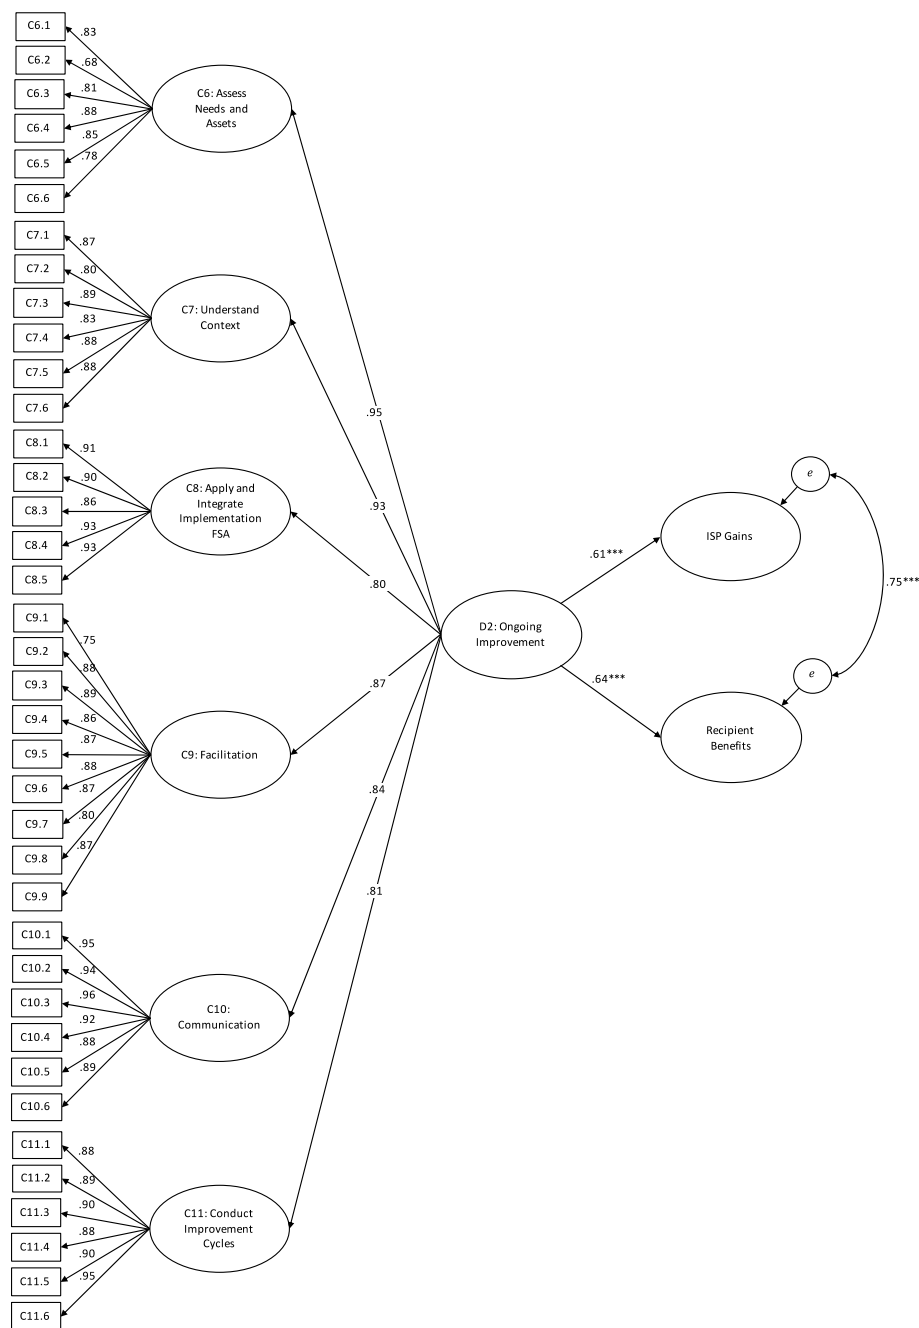 C6.1
.83
C6.2
.68
C6.3
.81
C6.4
.88
C6.5
.85
C6.6
.78
C6: Assess
Needs and
Assets
C7.1
.87
C7.2
.80
C7.3
.89
C7.4
.83
C7.5
.88
C7.6
.88
C7: Understand
Context
C8.1
.91
C8.2
.90
C8.3
.86
C8.4
.93
C8.5
.93
C8: Apply and
Integrate
Implementation
FSA
C9.1
.75
C9.2
.88
C9.3
.89
C9.4
.86
C9.5
.87
C9.6
.88
C9.7
.87
C9.8
.80
C9.9
.87
C9: Facilitation
C10.1
.95
C10.2
.94
C10.3
.96
C10.4
.92
C10.5
.88
C10.6
.89
C10:
Communication
C11.1
.88
C11.2
.89
C11.3
.90
C11.4
.88
C11.5
.90
C11.6
.95
C11: Conduct
Improvement
Cycles
.95
.93
.80
.87
.84
.81
D2: Ongoing
Improvement
.61***
.64***
ISP Gains
e
Recipient
Benefits
e
.75***